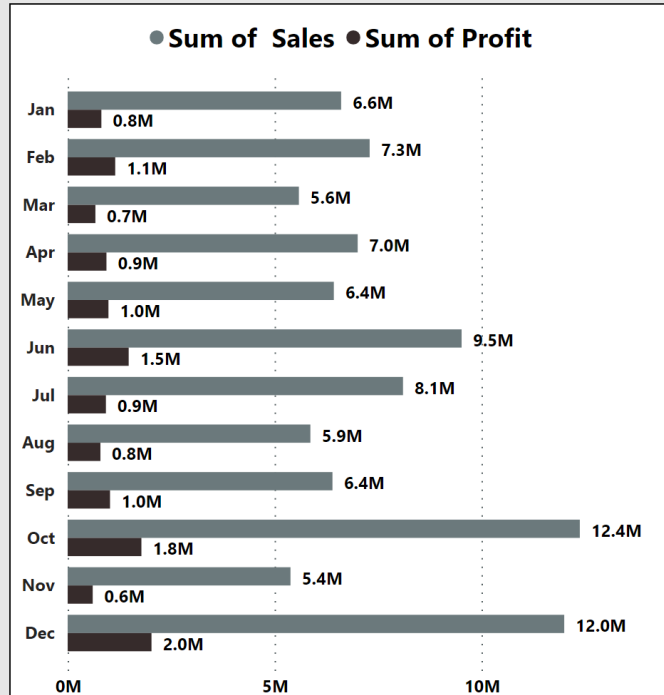 Sum of Sales Sum of Profit
Jan 6.6M
0.8M
Feb 7.3M
1.1M
Mar 5.6M
0.7M
Apr 7.0M
0.9M
May 6.4M
1.0M
Jun 9.5M
1.5M
Jul 8.1M
0.9M
Aug 5.9M
0.8M
Sep 6.4M
1.0M
Oct 12.4M
1.8M
Nov 5.4M
0.6M
Dec 12.0M
2.0M
0M 5M 10M